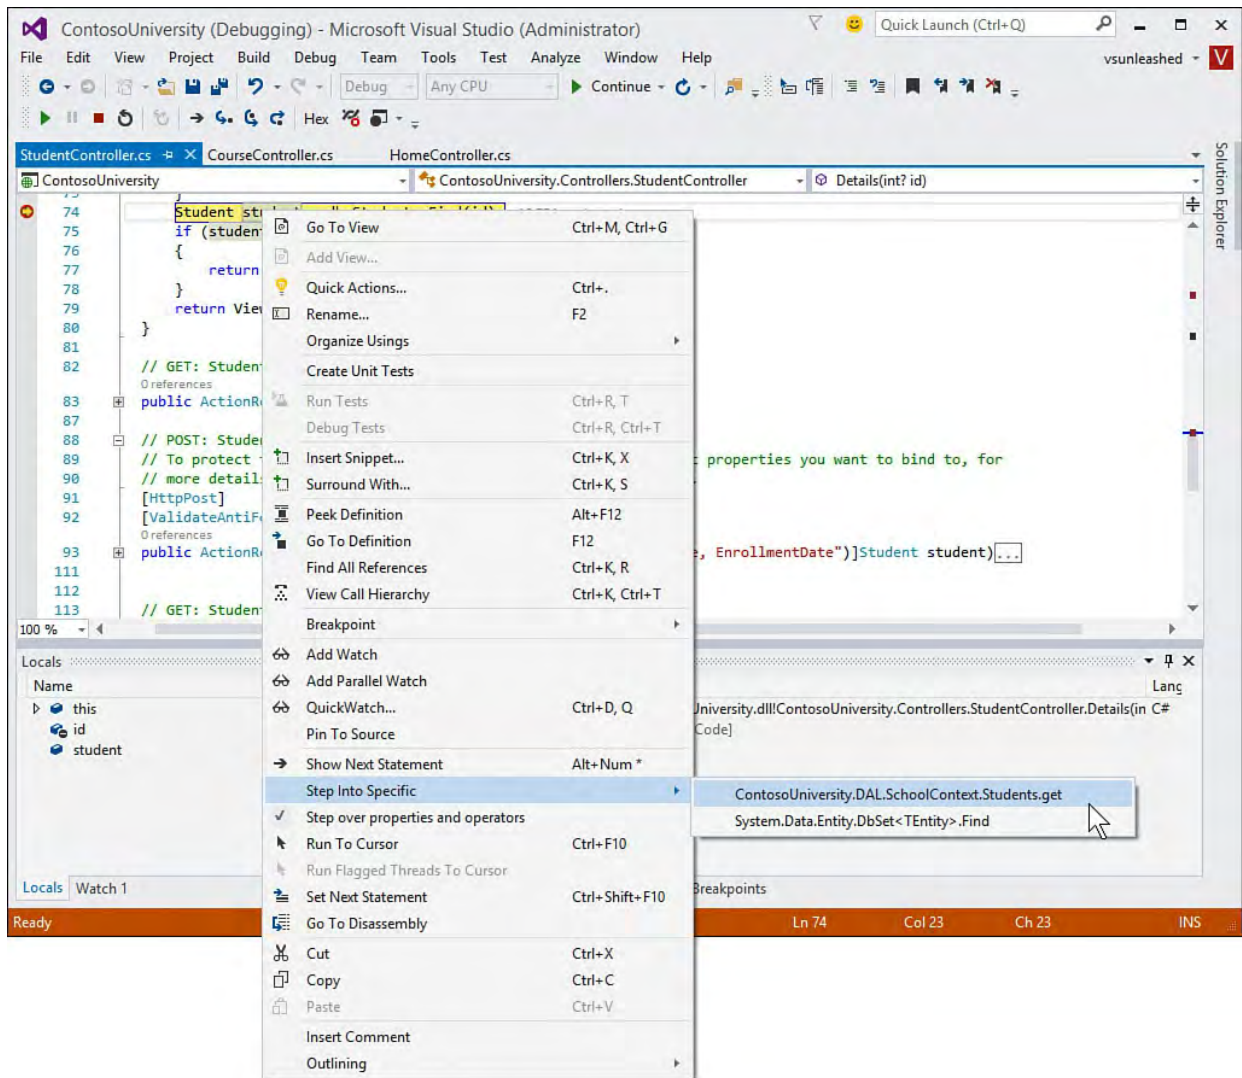 ContosoUniversity (Debugging) - Microsoft Visual Studio (Administrator) Quick Launch (Ctrl+Q)
File Edit View Project Build Debug Team Tools Test Analyze Window Help vsunleashed V
Debug Any CPU Continue
Hex
StudentController.cs CourseController.cs HomeController.cs
ContosoUniversity ContosoUniversity.Controllers.StudentController Details(int? id)
Solution Explorer
74 Student
75 if (studen
76 {
77 return
78 }
79 return Vie
80 }
81
82 // GET: Studen
0 references
83 public ActionR
87
88 // POST: Stude
89 // To protect properties you want to bind to, for
90 // more detail
91 [HttpPost]
92 [ValidateAntiF
0 references
93 public ActionR , EnrollmentDate")]Student student)...
111
112
113 // GET: Studen
100 %
Go To View Ctrl+M, Ctrl+G
Add View...
Quick Actions... Ctrl+.
Rename... F2
Organize Usings
Create Unit Tests
Run Tests Ctrl+R, T
Debug Tests Ctrl+R, Ctrl+T
Insert Snippet... Ctrl+K, X
Surround With... Ctrl+K, S
Peek Definition Alt+F12
Go To Definition F12
Find All References Ctrl+K, R
View Call Hierarchy Ctrl+K, Ctrl+T
Breakpoint
Add Watch
Add Parallel Watch
QuickWatch... Ctrl+D, Q
Pin To Source
Show Next Statement Alt+Num *
Step Into Specific
Step over properties and operators
Run To Cursor Ctrl+F10
Run Flagged Threads To Cursor
Set Next Statement Ctrl+Shift+F10
Go To Disassembly
Cut Ctrl+X
Copy Ctrl+C
Paste Ctrl+V
Insert Comment
Outlining
ContosoUniversity.DAL.SchoolContext.Students.get
System.Data.Entity.DbSet<TEntity>.Find
Locals
Name Lang
this
id
student
University.dll!ContosoUniversity.Controllers.StudentController.Details(in C#
Code]
Locals Watch 1 Breakpoints
Ready Ln 74 Col 23 Ch 23 INS